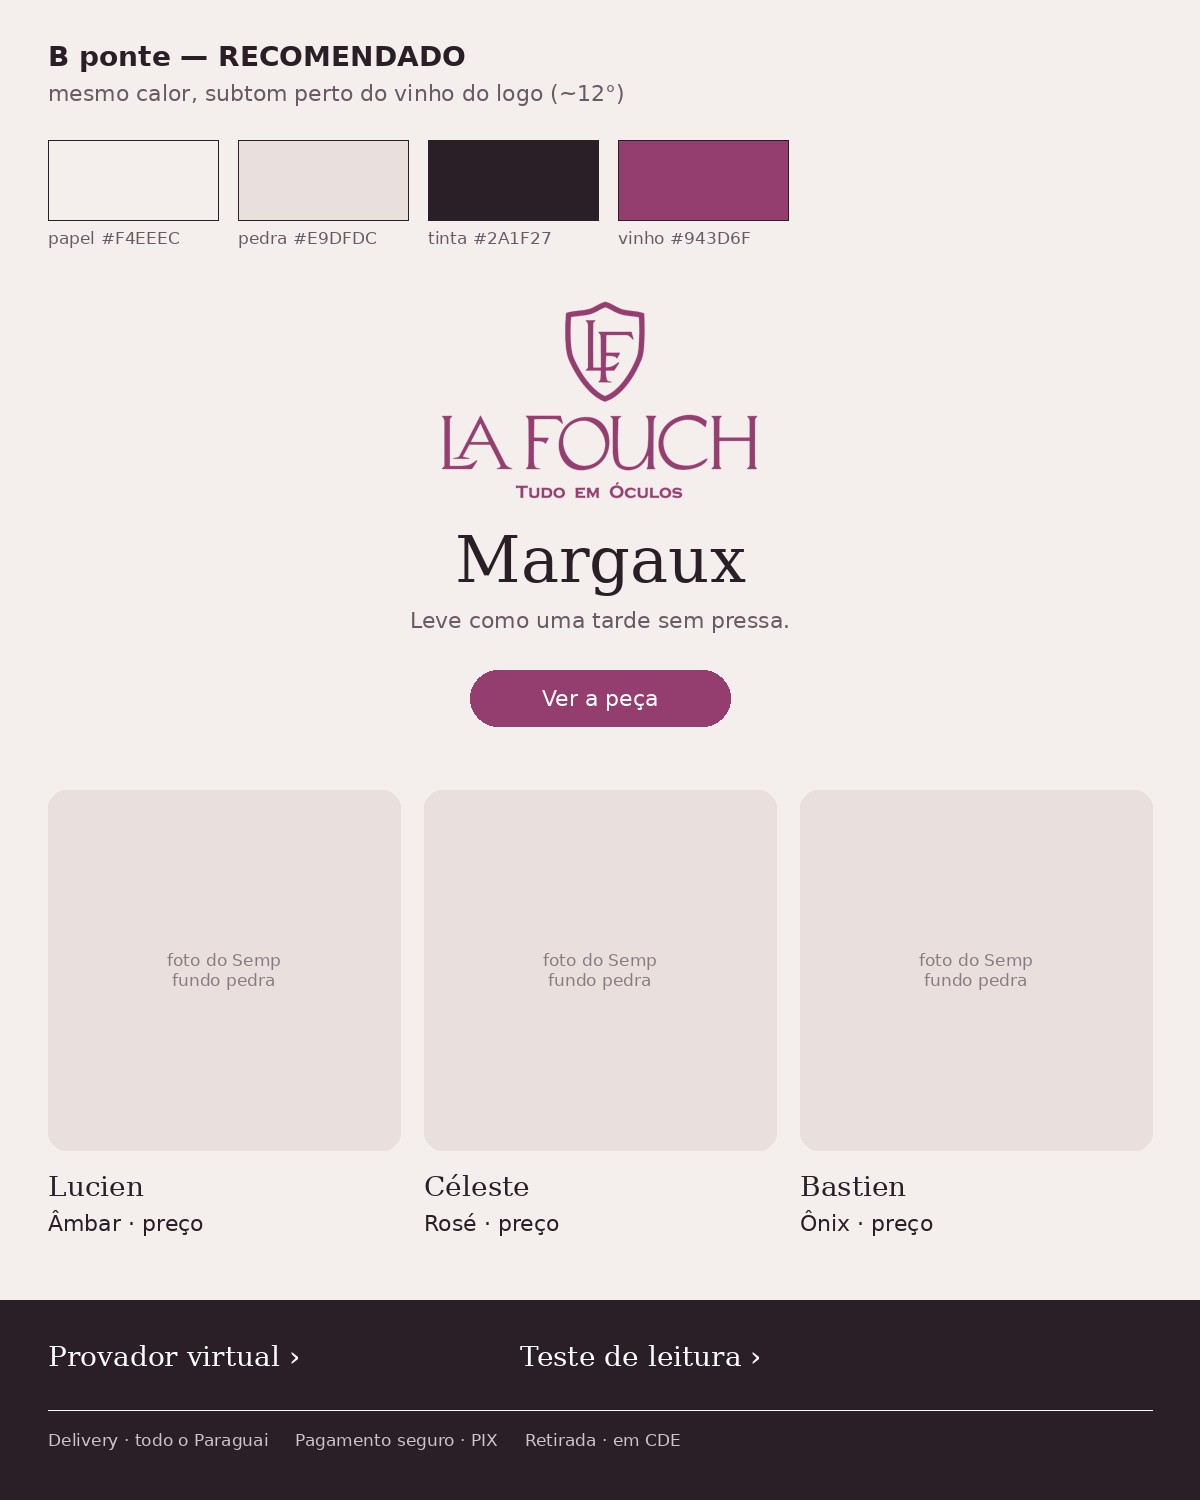 B ponte — RECOMENDADO
mesmo calor, subtom perto do vinho do logo (~12°)
papel #F4EEEC
pedra #E9DFDC
tinta #2A1F27
vinho #943D6F
LF
LA FOUCH
Tudo em Óculos
Margaux
Leve como uma tarde sem pressa.
Ver a peça
foto do Semp
fundo pedra
foto do Semp
fundo pedra
foto do Semp
fundo pedra
Lucien
Âmbar · preço
Céleste
Rosé · preço
Bastien
Ônix · preço
Provador virtual ›
Teste de leitura ›
Delivery · todo o Paraguai
Pagamento seguro · PIX
Retirada · em CDE